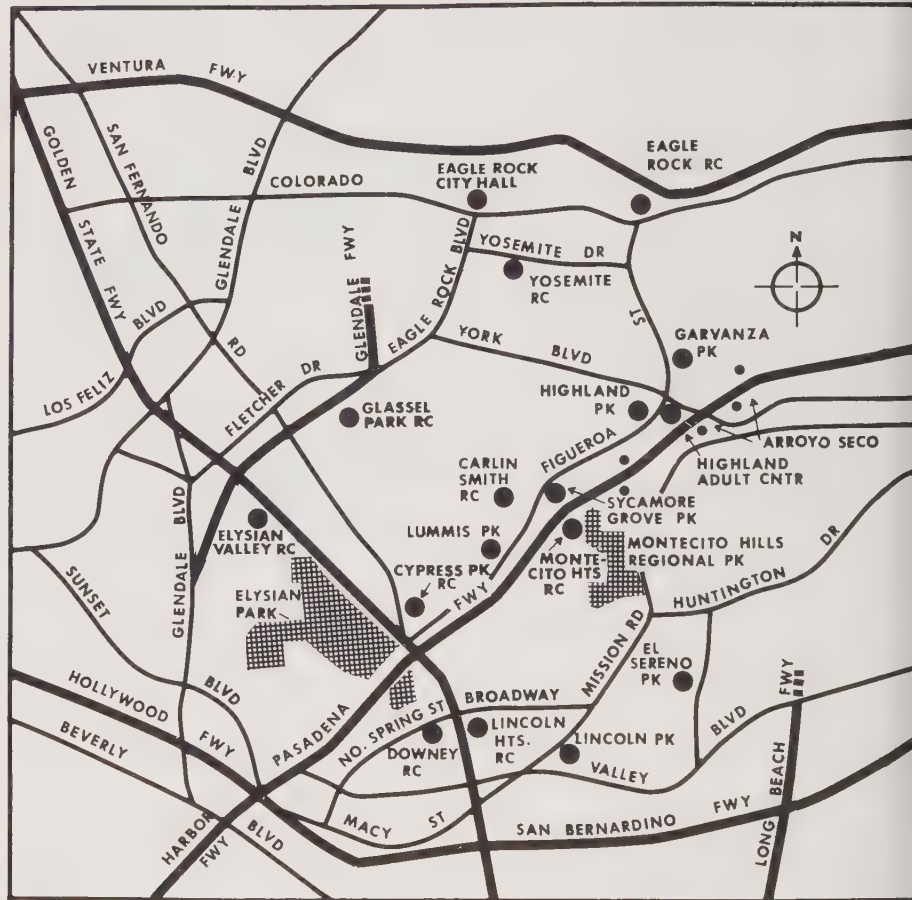 VENTURA FWY
GOLDEN STATE FWY
SAN FERNANDO RD
GLENDALE BLVD
COLORADO
EAGLE ROCK
CITY HALL
EAGLE
ROCK RC
YOSEMITE DR
YOSEMITE
RC
N
EAGLE ROCK BLVD
GLENDALE FWY
YORK BLVD
ST
GARVANZA
PK
LOS FELIZ BLVD
FLETCHER DR
GLASSEL
PARK RC
HIGHLAND
PK
FIGUEROA
ARROYO SECO
HIGHLAND
ADULT CNTR
CARLIN
SMITH
RC
SYCAMORE
GROVE PK
LUMMIS PK
MONTE-
CITO HTS
RC
MONTECITO HILLS
REGIONAL PK
ELYSIAN
VALLEY RC
CYPRESS PK
RC
FWY
HUNTINGTON DR
ELYSIAN
PARK
SUNSET BLVD
GLENDALE BLVD
MISSION RD
EL
SERENO
PK
HOLLYWOOD FWY
BEVERLY BLVD
PASADENA
NO. SPRING ST
BROADWAY
DOWNEY
RC
LINCOLN
HTS.
RC
LINCOLN PK
VALLEY BLVD
MACY ST
HARBOR
FWY
SAN BERNARDINO FWY
LONG BEACH FWY